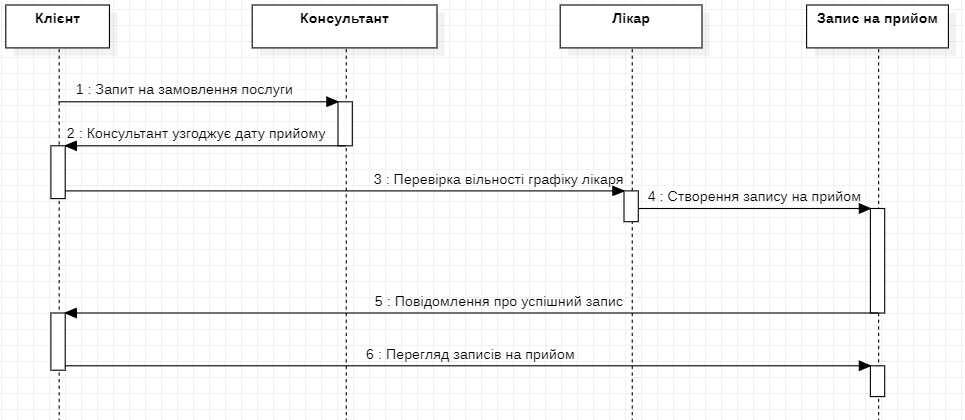 Клієнт
Консультант
Лікар
Запис на прийом
1 : Запит на замовлення послуги
2 : Консультант узгоджує дату прийому
3 : Перевірка вільності графіку лікаря
4 : Створення запису на прийом
5 : Повідомлення про успішний запис
6 : Перегляд записів на прийом